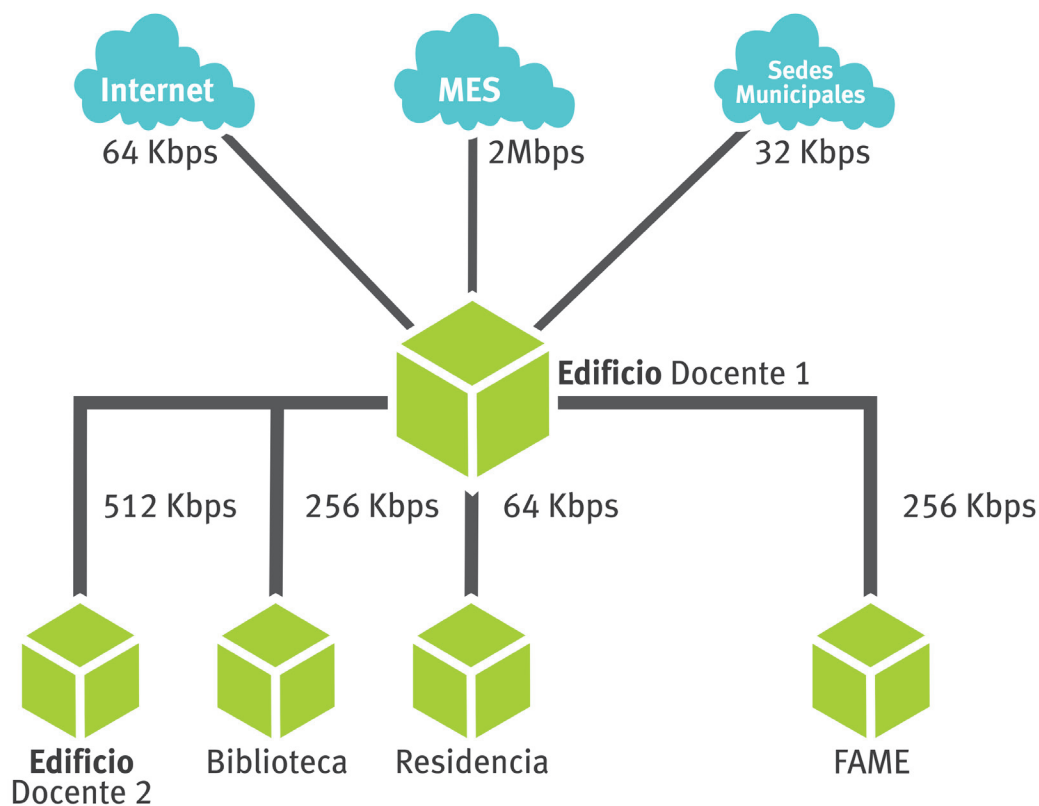 Internet
MES
Sedes
Municipales
64 Kbps
2Mbps
32 Kbps
Edificio Docente 1
512 Kbps
256 Kbps
64 Kbps
256 Kbps
Edificio
Docente 2
Biblioteca
Residencia
FAME